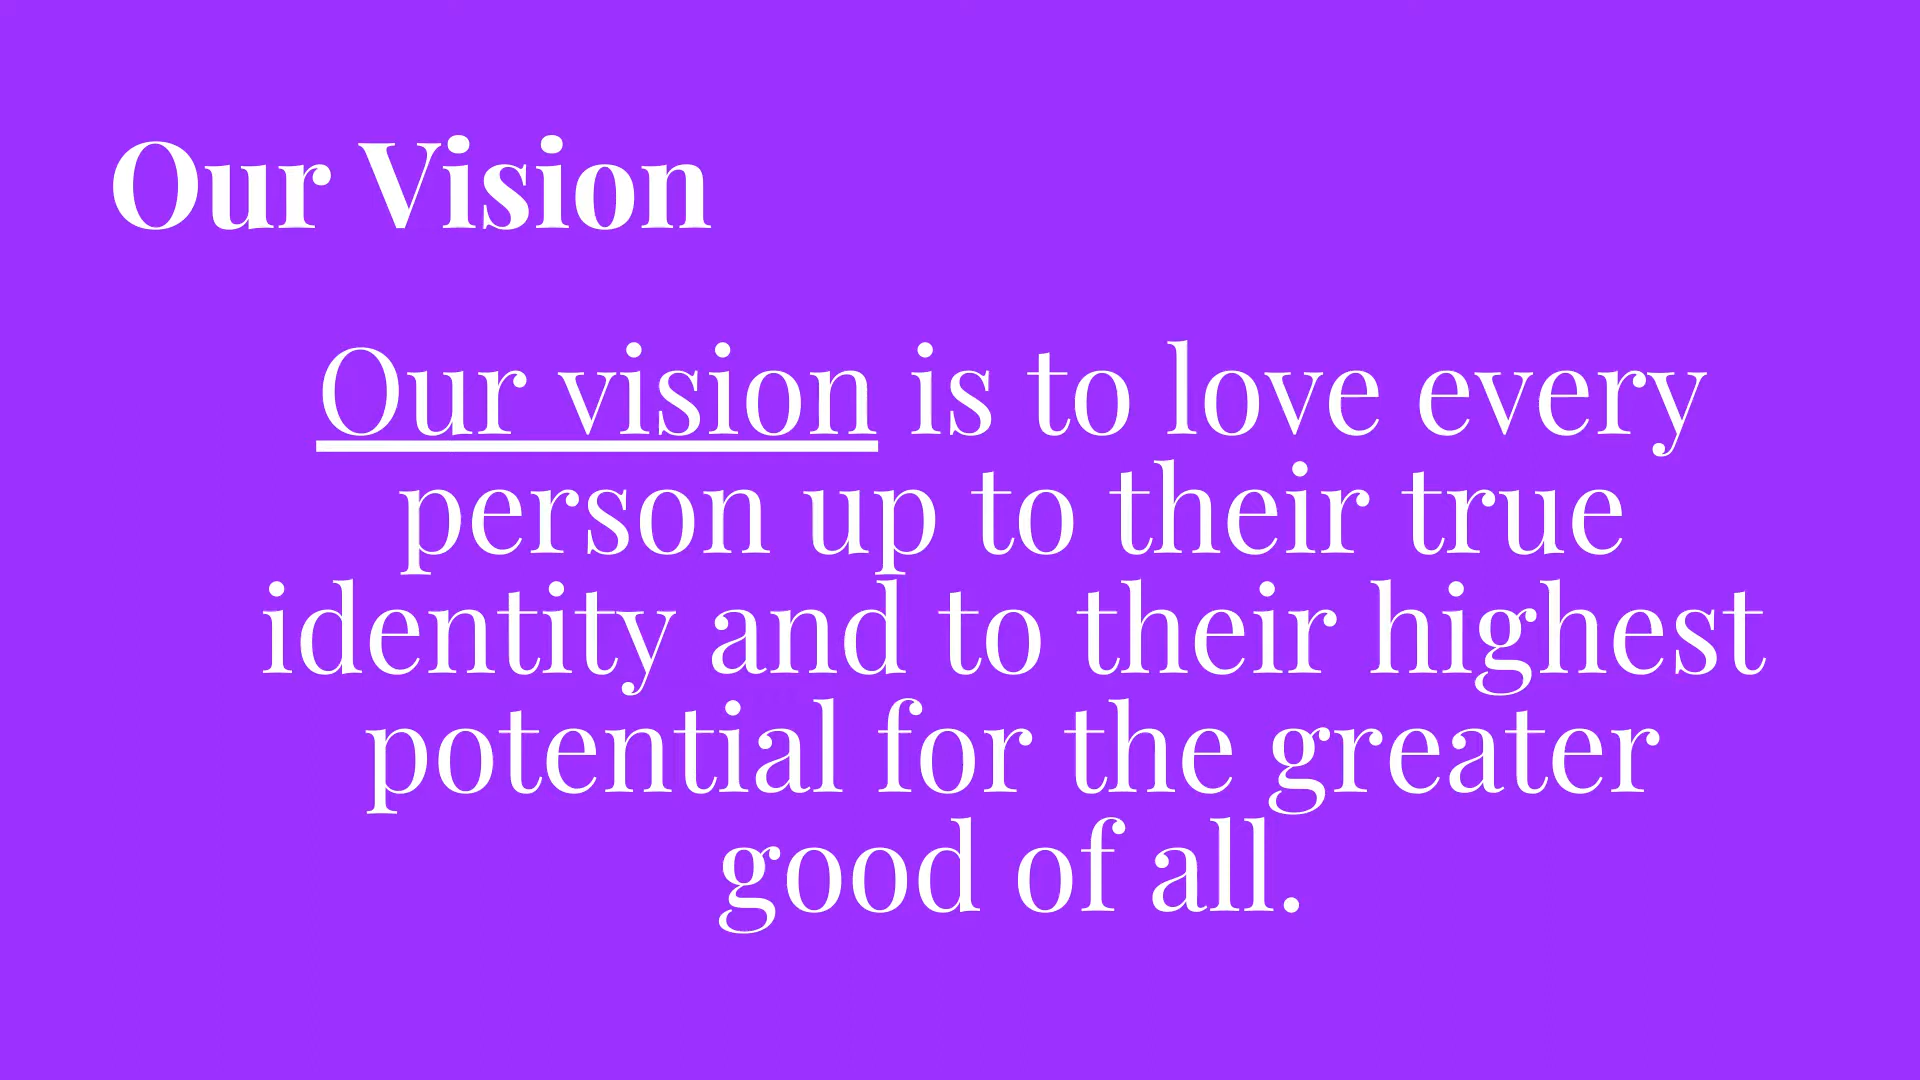 Our Vision
Our vision is to love every
person up to their true
identity and to their highest
potential for the greater
good of all.